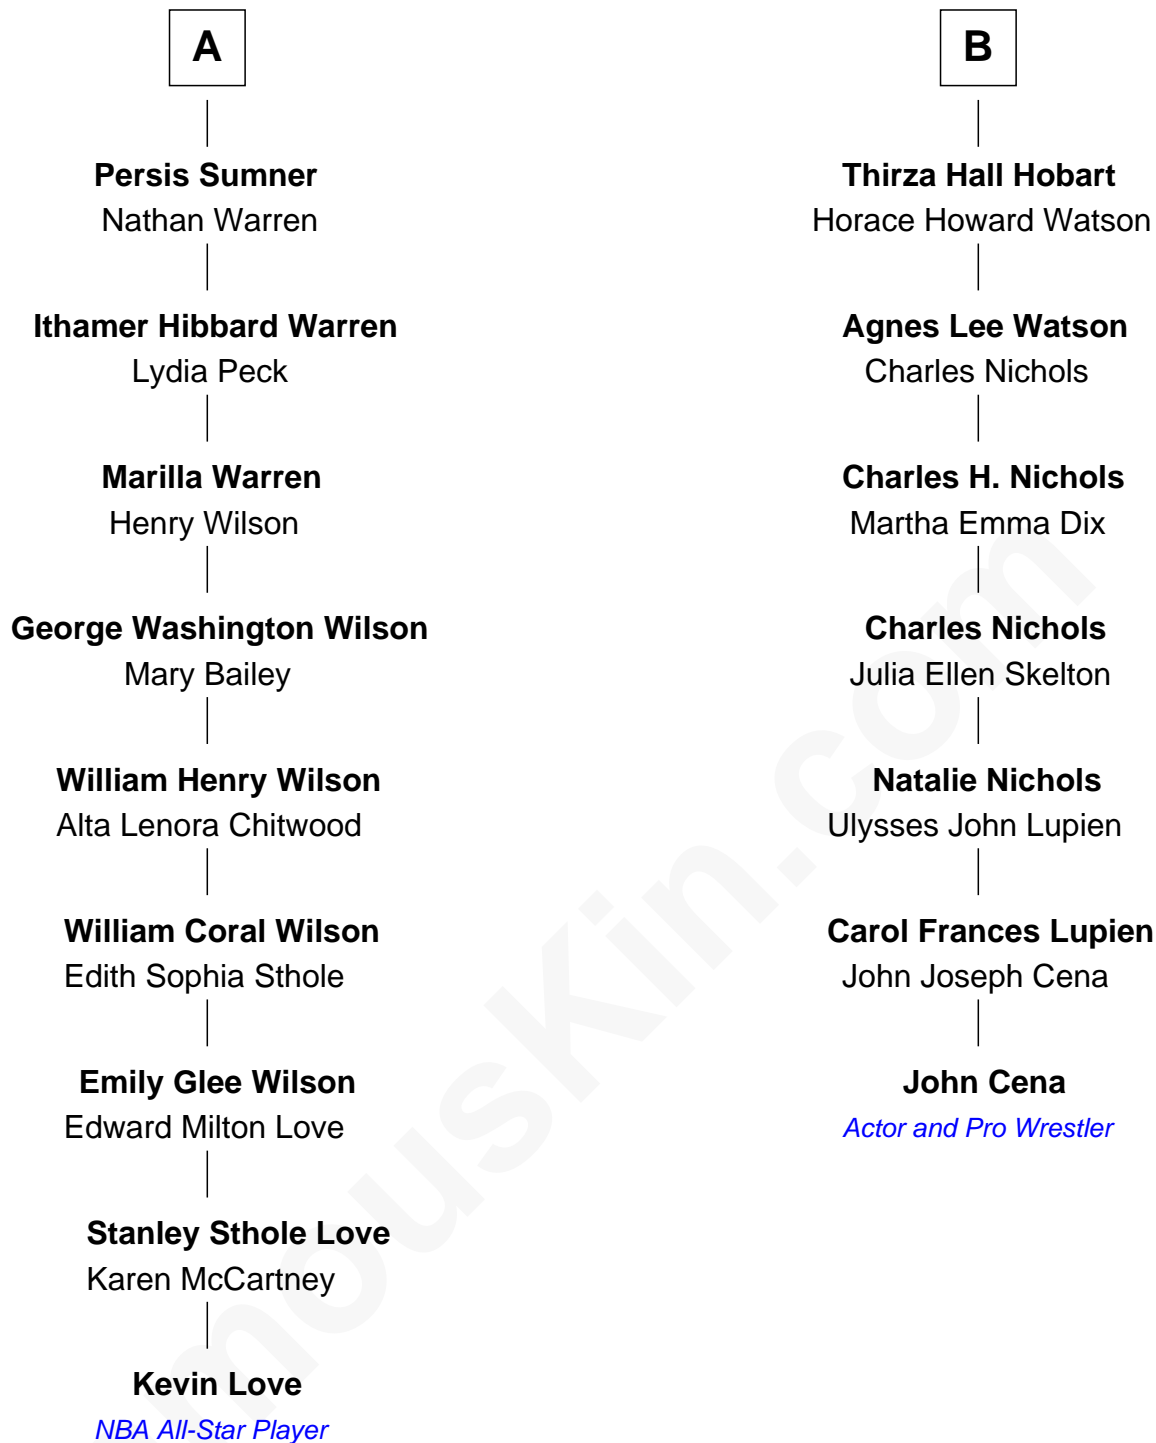 A
Persis Sumner
Nathan Warren
Ithamer Hibbard Warren
Lydia Peck
Marilla Warren
Henry Wilson
George Washington Wilson
Mary Bailey
William Henry Wilson
Alta Lenora Chitwood
William Coral Wilson
Edith Sophia Sthole
Emily Glee Wilson
Edward Milton Love
Stanley Sthole Love
Karen McCartney
Kevin Love
NBA All-Star Player
B
Thirza Hall Hobart
Horace Howard Watson
Agnes Lee Watson
Charles Nichols
Charles H. Nichols
Martha Emma Dix
Charles Nichols
Julia Ellen Skelton
Natalie Nichols
Ulysses John Lupien
Carol Frances Lupien
John Joseph Cena
John Cena
Actor and Pro Wrestler
mousKin.com